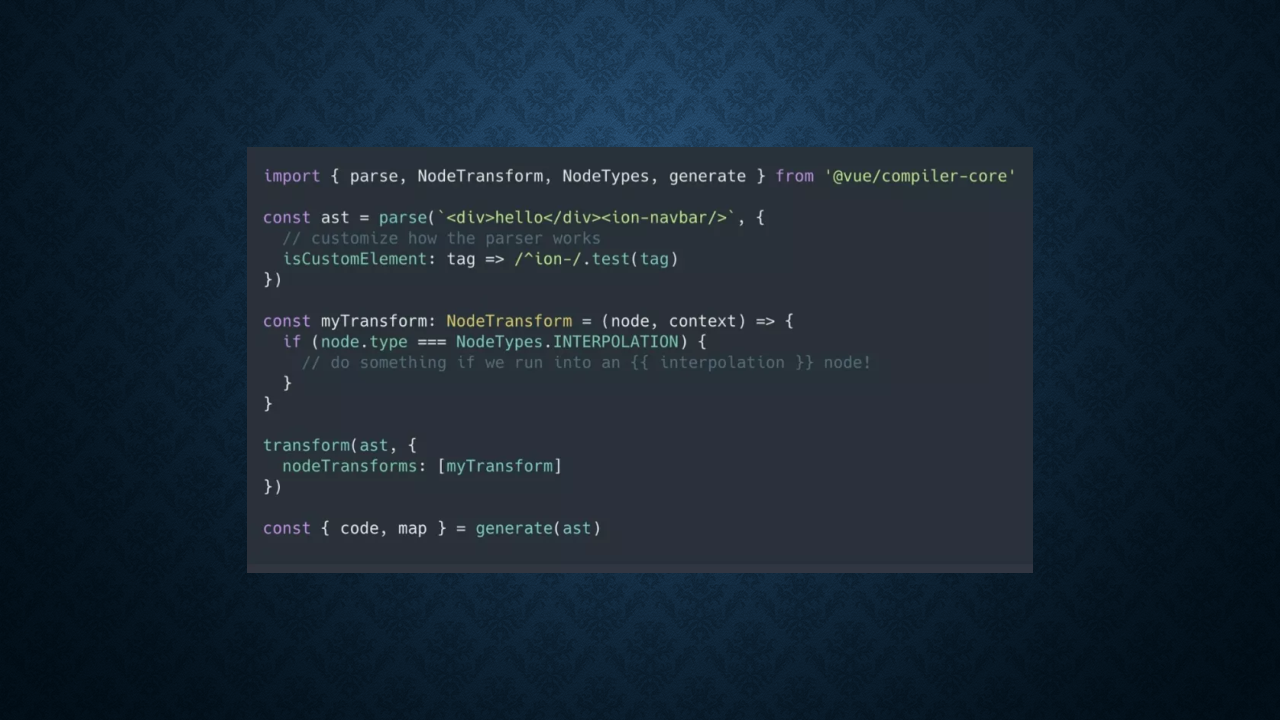 import { parse, NodeTransform, NodeTypes, generate } from '@vue/compiler-core'
const ast = parse(`<div>hello</div><ion-navbar/>`, {
  // customize how the parser works
  isCustomElement: tag => /^ion-/.test(tag)
})
const myTransform: NodeTransform = (node, context) => {
  if (node.type === NodeTypes.INTERPOLATION) {
    // do something if we run into an {{ interpolation }} node!
  }
}
transform(ast, {
  nodeTransforms: [myTransform]
})
const { code, map } = generate(ast)